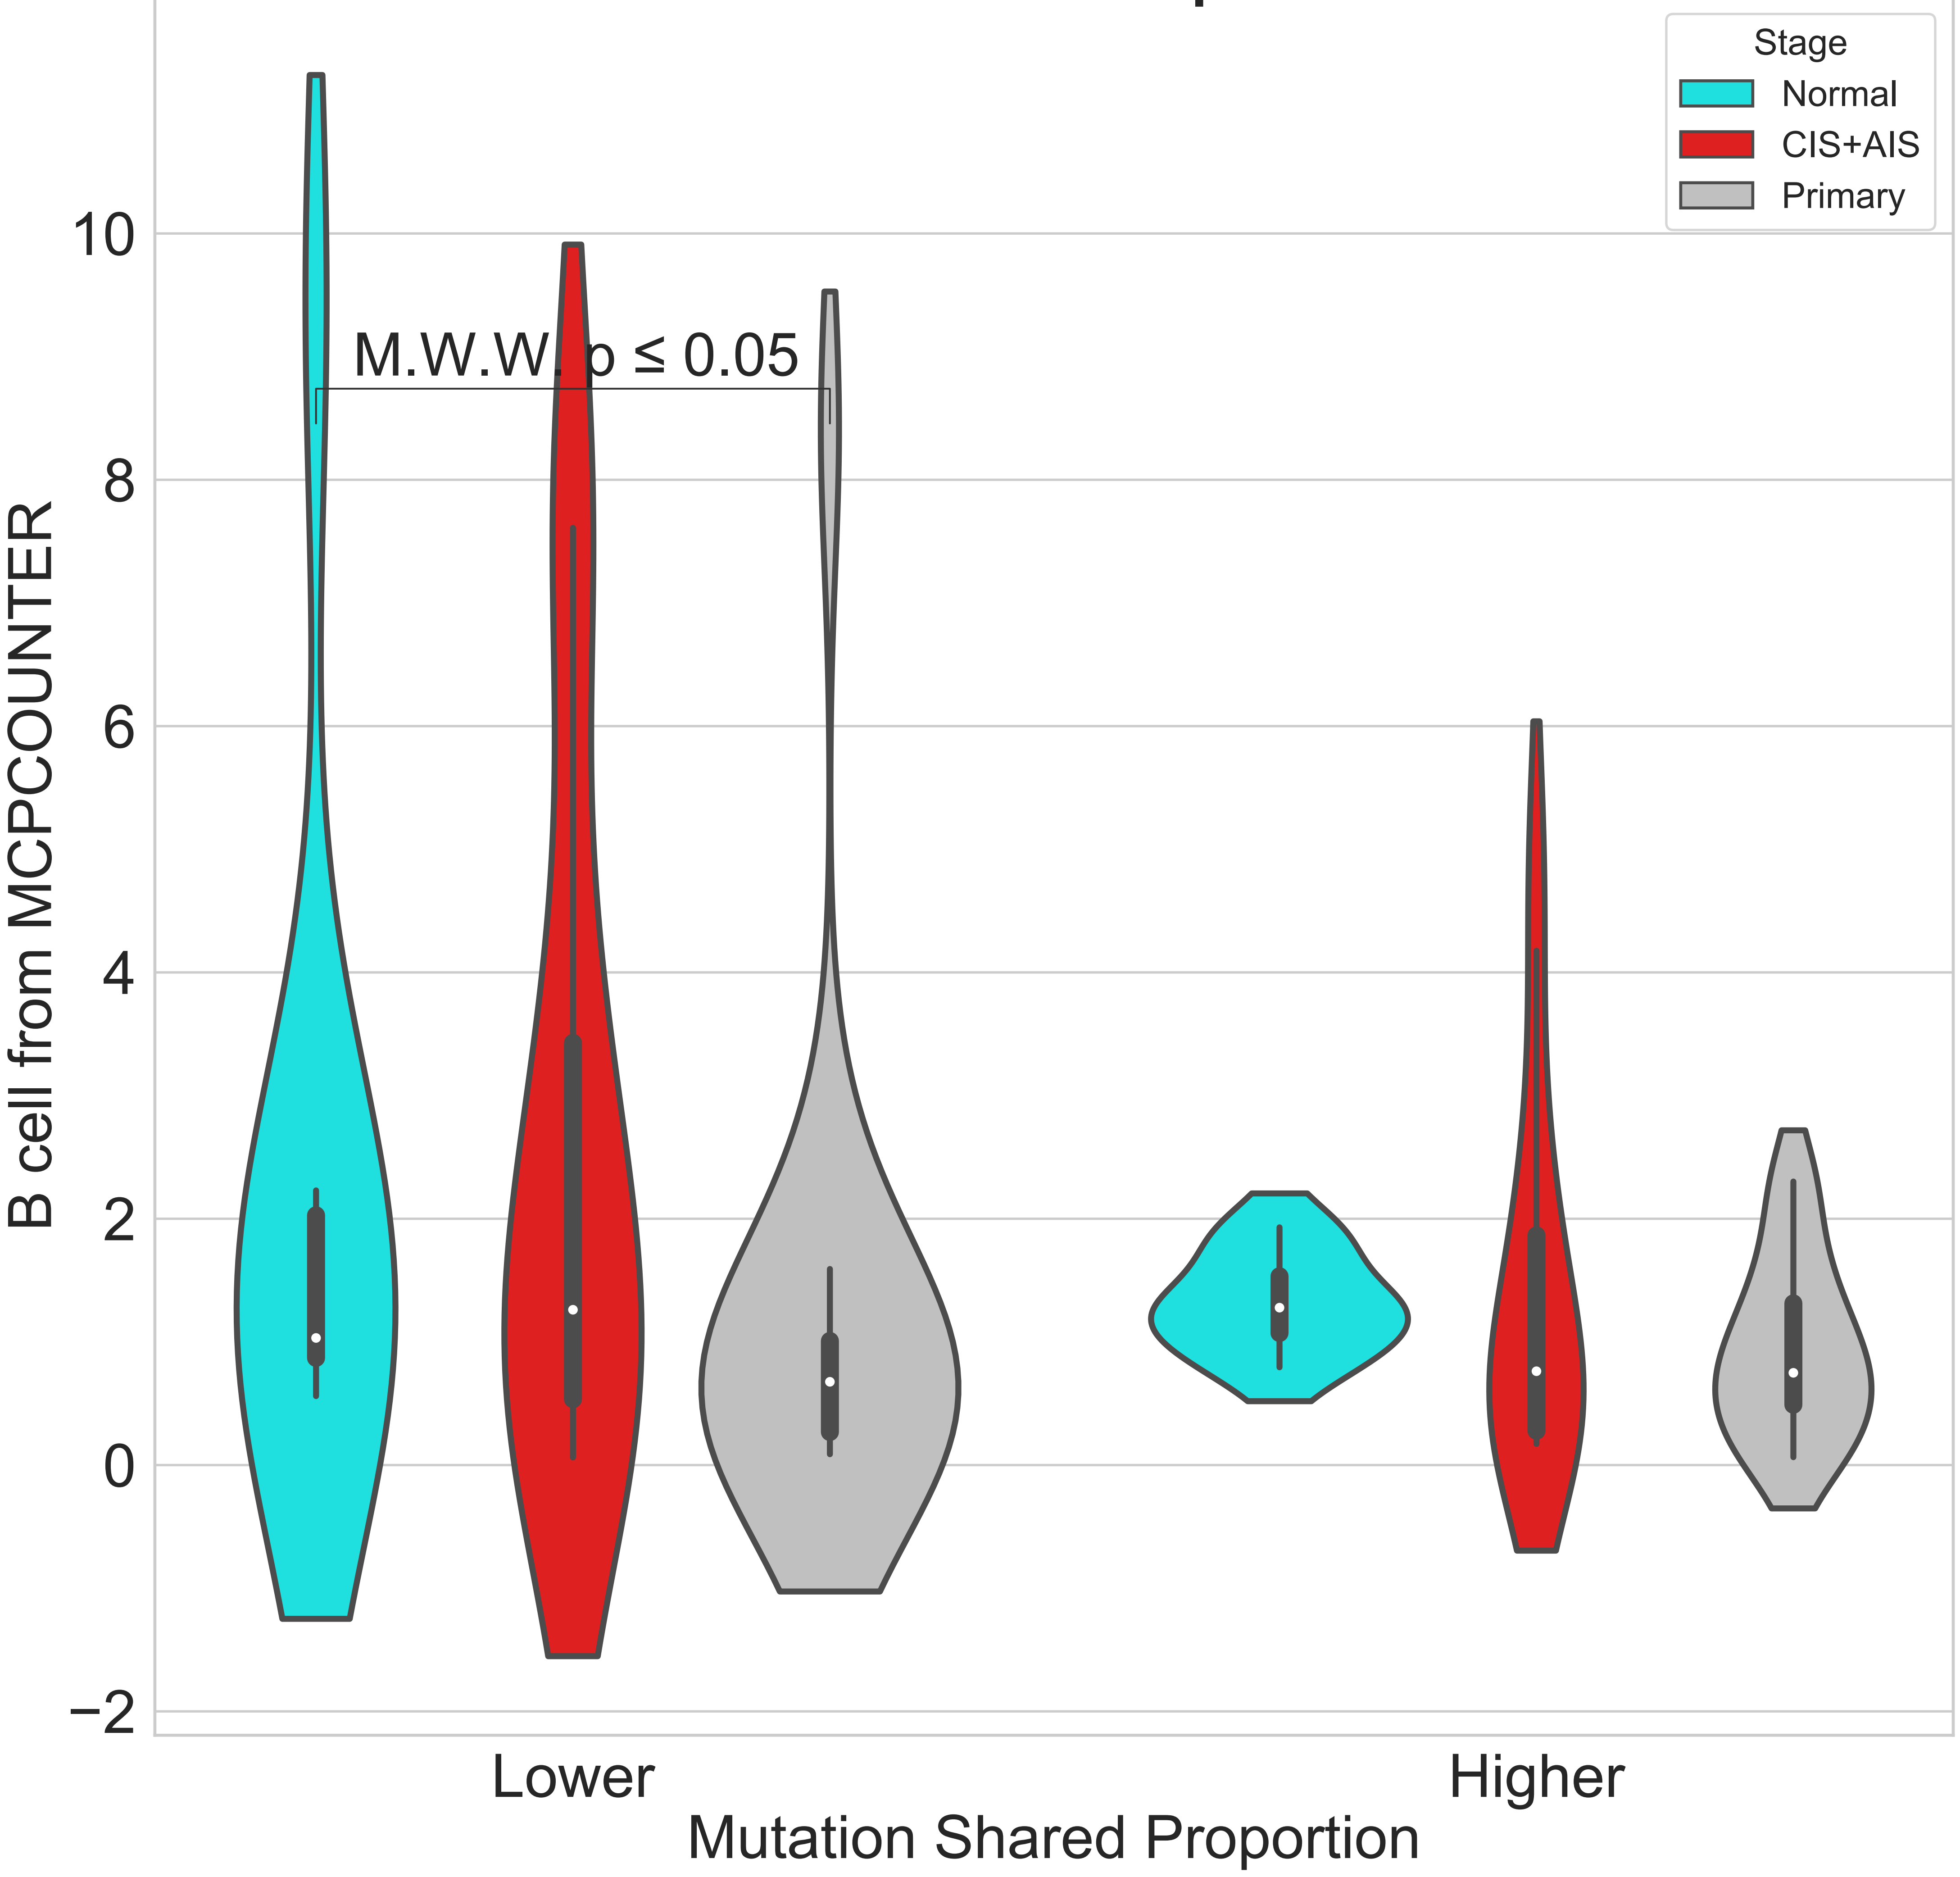 Stage
Normal
CIS+AIS
Primary
10
8
6
4
2
0
−2
B cell from MCPCOUNTER
M.W.W. p ≤ 0.05
Lower
Higher
Mutation Shared Proportion